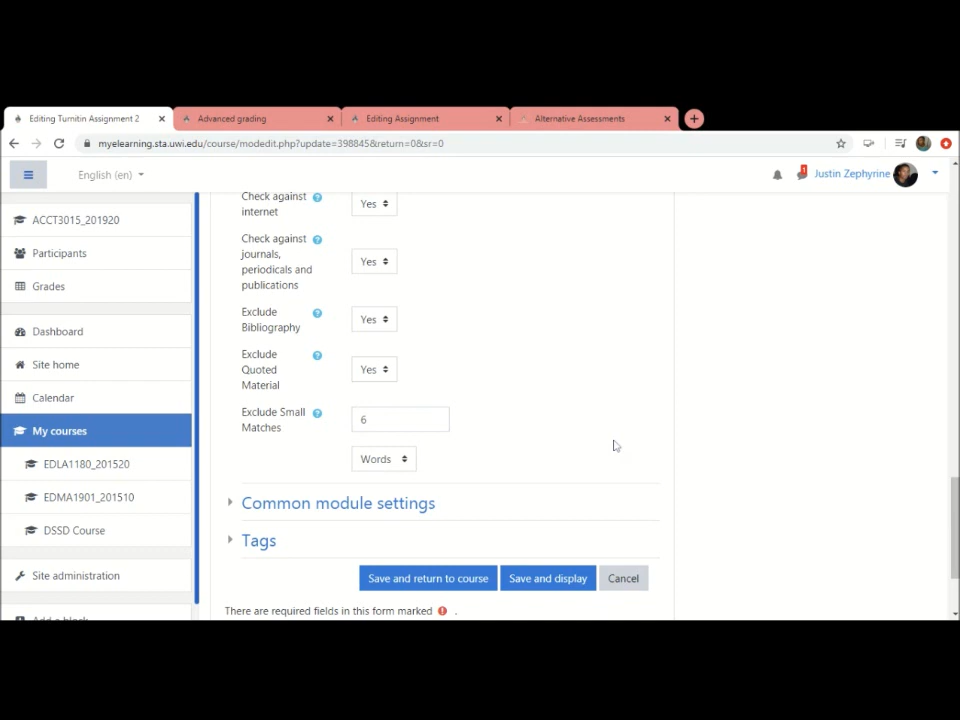 Editing Turnitin Assignment 2
Advanced grading
Editing Assignment
Alternative Assessments
myelearning.sta.uwi.edu/course/modedit.php?update=398845&return=0&sr=0
English (en)
1
Justin Zephyrine
ACCT3015_201920
Participants
Grades
Dashboard
Site home
Calendar
My courses
EDLA1180_201520
EDMA1901_201510
DSSD Course
Site administration
Add a block
Check against
internet
Yes
Check against
journals,
periodicals and
publications
Yes
Exclude
Bibliography
Yes
Exclude
Quoted
Material
Yes
Exclude Small
Matches
6
Words
Common module settings
Tags
Save and return to course
Save and display
Cancel
There are required fields in this form marked .